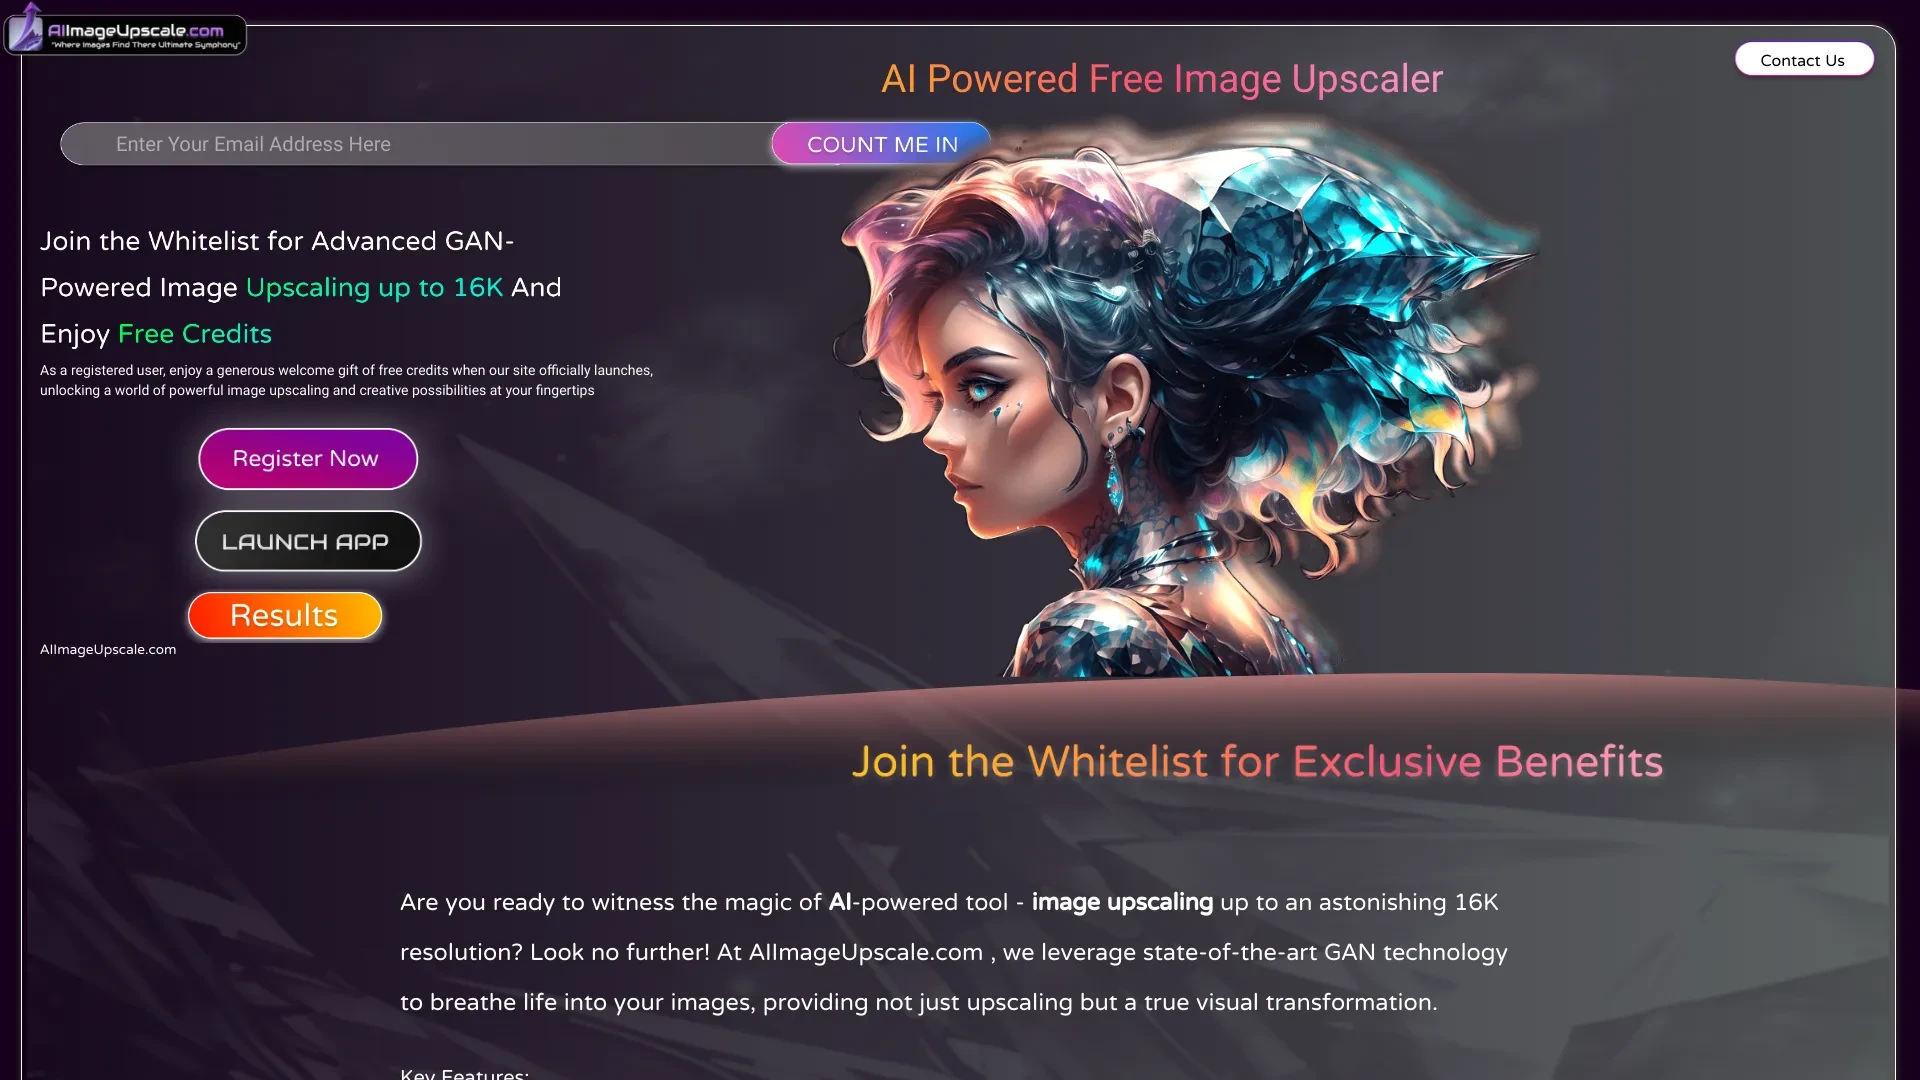 AIImageUpscale.com
"Where Images Find There Ultimate Symphony"
Contact Us
AI Powered Free Image Upscaler
Enter Your Email Address Here
COUNT ME IN
Join the Whitelist for Advanced GAN-
Powered Image Upscaling up to 16K And
Enjoy Free Credits
As a registered user, enjoy a generous welcome gift of free credits when our site officially launches,
unlocking a world of powerful image upscaling and creative possibilities at your fingertips
Register Now
LAUNCH APP
Results
AIImageUpscale.com
Join the Whitelist for Exclusive Benefits
Are you ready to witness the magic of AI-powered tool - image upscaling up to an astonishing 16K
resolution? Look no further! At AIImageUpscale.com , we leverage state-of-the-art GAN technology
to breathe life into your images, providing not just upscaling but a true visual transformation.
Key Features: